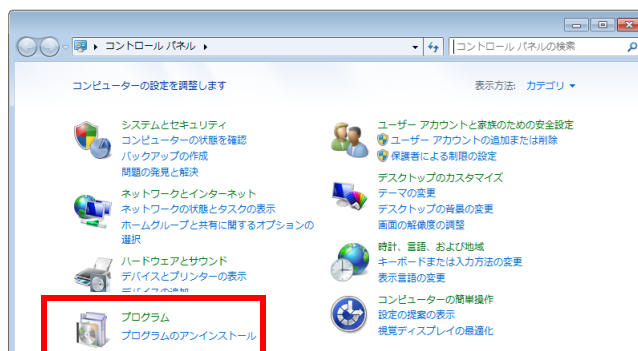 コントロール パネル
コントロール パネルの検索
コンピューターの設定を調整します
表示方法: カテゴリ
システムとセキュリティ
コンピューターの状態を確認
バックアップの作成
問題の発見と解決
ネットワークとインターネット
ネットワークの状態とタスクの表示
ホームグループと共有に関するオプションの
選択
ハードウェアとサウンド
デバイスとプリンターの表示
デバイスの追加
プログラム
プログラムのアンインストール
ユーザー アカウントと家族のための安全設定
ユーザー アカウントの追加または削除
保護者による制限の設定
デスクトップのカスタマイズ
テーマの変更
デスクトップの背景の変更
画面の解像度の調整
時計、言語、および地域
キーボードまたは入力方法の変更
表示言語の変更
コンピューターの簡単操作
設定の提案の表示
視覚ディスプレイの最適化